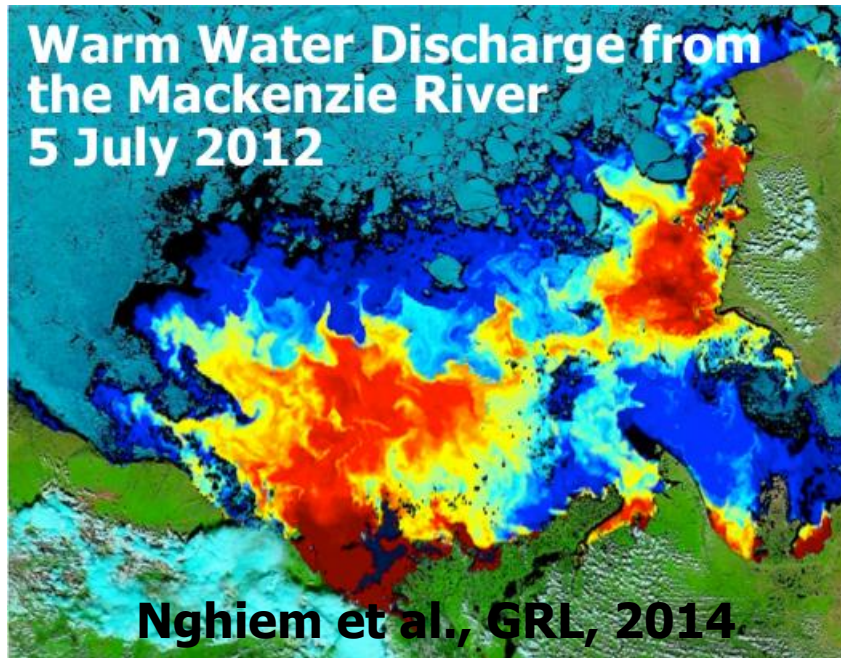 Warm Water Discharge from
the Mackenzie River
5 July 2012
Nghiem et al., GRL, 2014